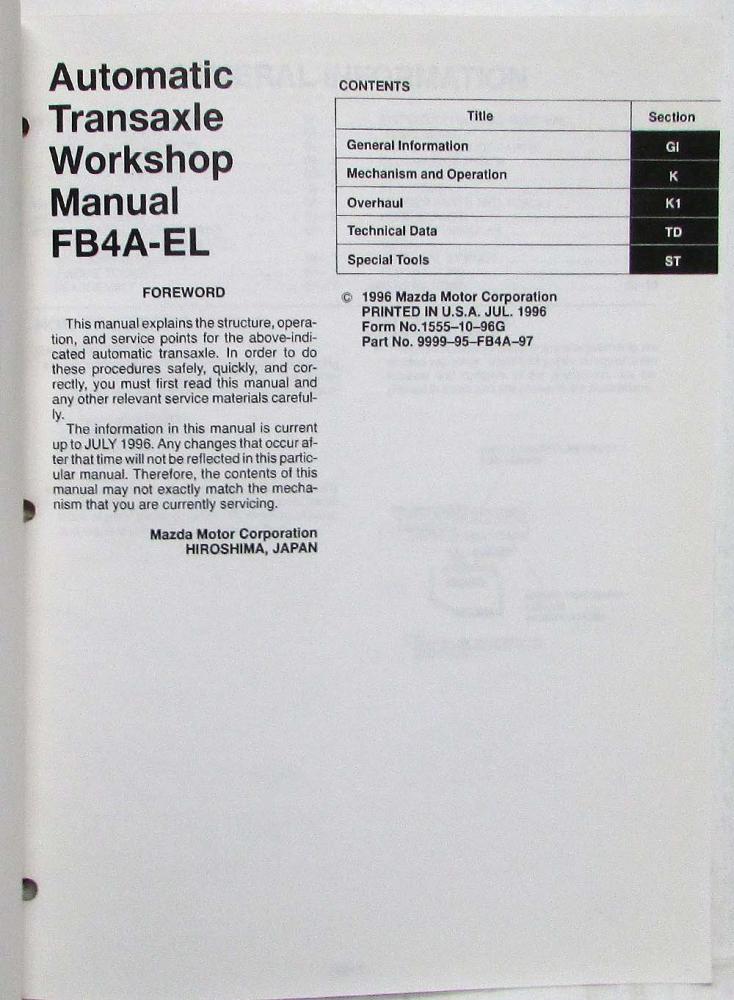 Automatic
Transaxle
Workshop
Manual
FB4A-EL
FOREWORD
This manual explains the structure, opera-
tion, and service points for the above-indi-
cated automatic transaxle. In order to do
these procedures safely, quickly, and cor-
rectly, you must first read this manual and
any other relevant service materials careful-
ly.
The information in this manual is current
up to JULY 1996. Any changes that occur af-
ter that time will not be reflected in this partic-
ular manual. Therefore, the contents of this
manual may not exactly match the mecha-
nism that you are currently servicing.
Mazda Motor Corporation
HIROSHIMA, JAPAN
CONTENTS
Title Section
General Information GI
Mechanism and Operation K
Overhaul K1
Technical Data TD
Special Tools ST
© 1996 Mazda Motor Corporation
PRINTED IN U.S.A. JUL. 1996
Form No.1555–10–96G
Part No. 9999–95–FB4A–97